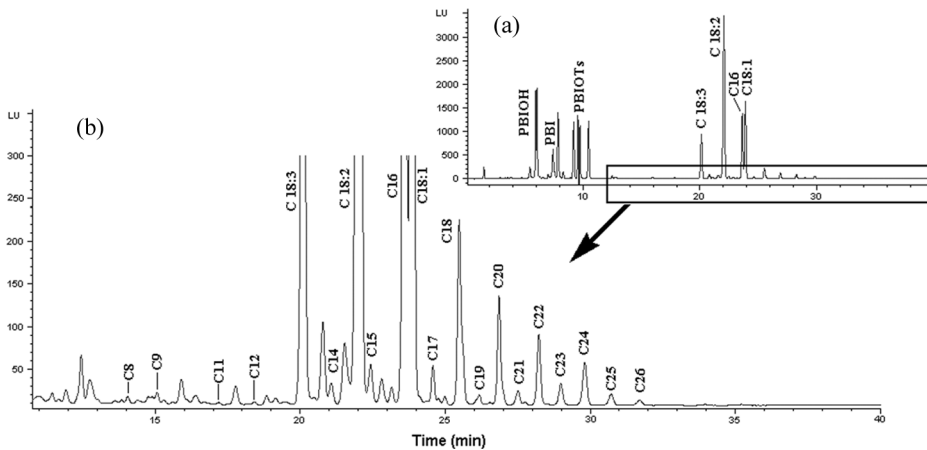 (a)
LU
3000
2500
2000
1500
1000
500
0
PBIOH
PBI
PBIOTs
C 18:3
C 18:2
C16
C18:1
10
20
30
(b)
LU
300
250
200
150
100
50
C8
C9
C11
C12
C 18:3
C14
C 18:2
C15
C16
C18:1
C17
C18
C19
C20
C21
C22
C23
C24
C25
C26
15
20
25
30
35
40
Time (min)